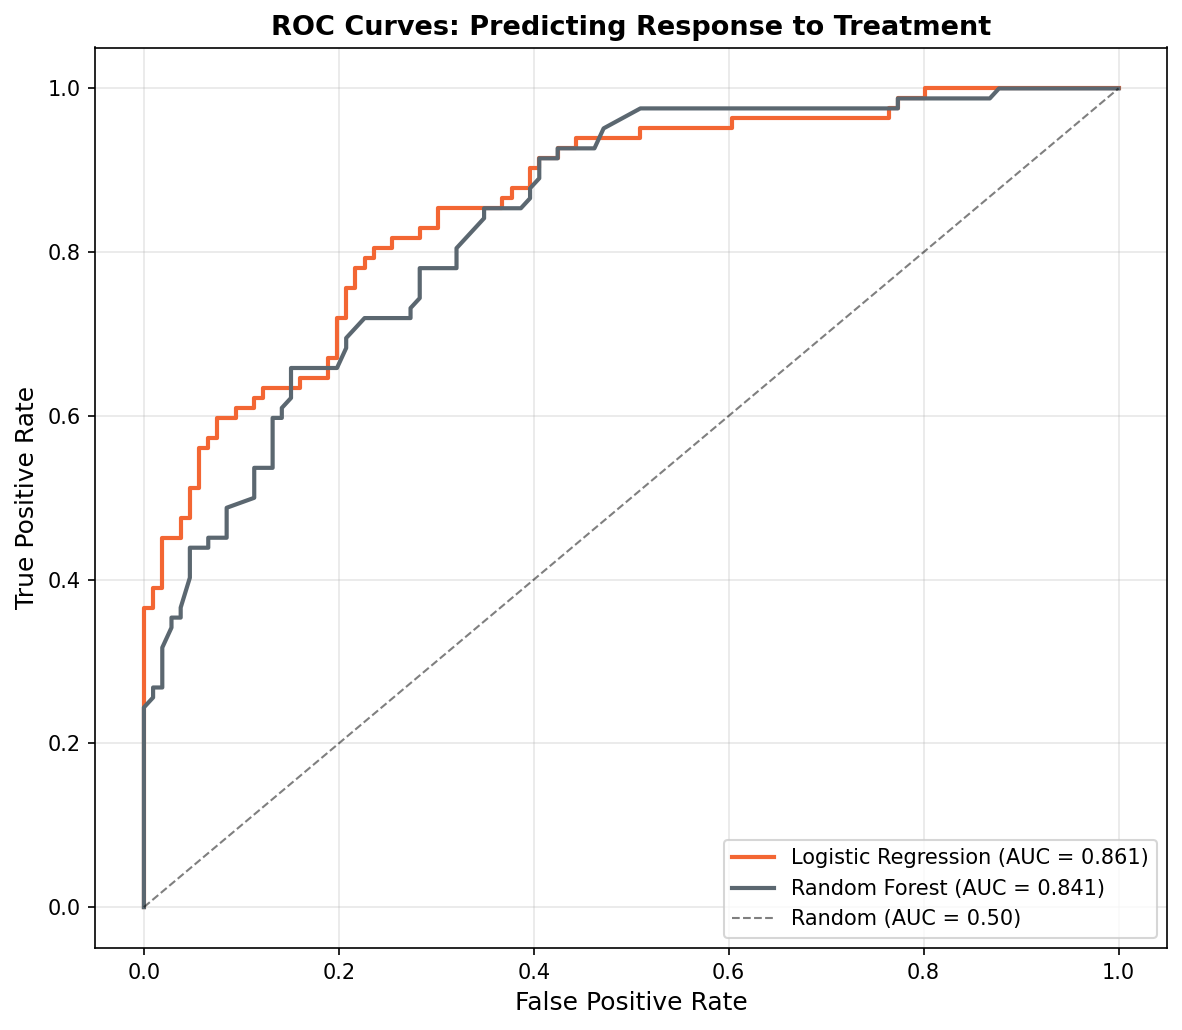 ROC Curves: Predicting Response to Treatment
True Positive Rate
1.0
0.8
0.6
0.4
0.2
0.0
Logistic Regression (AUC = 0.861)
Random Forest (AUC = 0.841)
Random (AUC = 0.50)
0.0 0.2 0.4 0.6 0.8 1.0
False Positive Rate